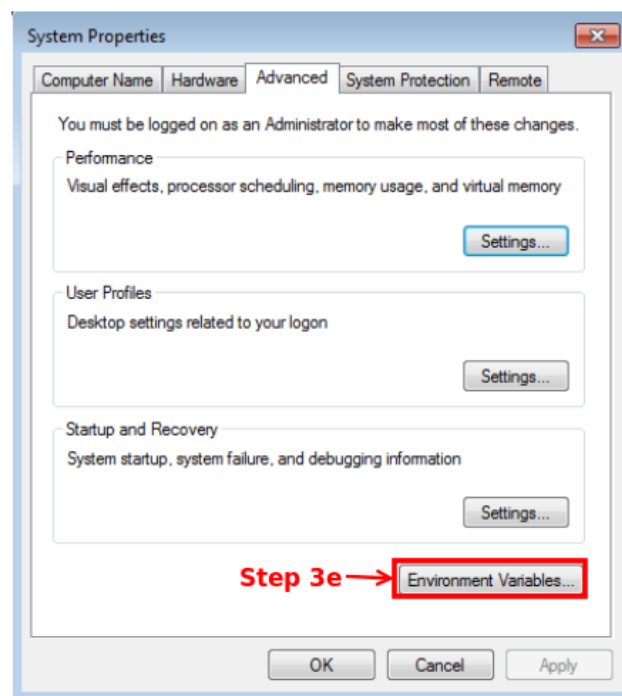 System Properties
Computer Name Hardware Advanced System Protection Remote
You must be logged on as an Administrator to make most of these changes.
Performance
Visual effects, processor scheduling, memory usage, and virtual memory
Settings...
User Profiles
Desktop settings related to your logon
Settings...
Startup and Recovery
System startup, system failure, and debugging information
Settings...
Step 3e Environment Variables...
OK Cancel Apply